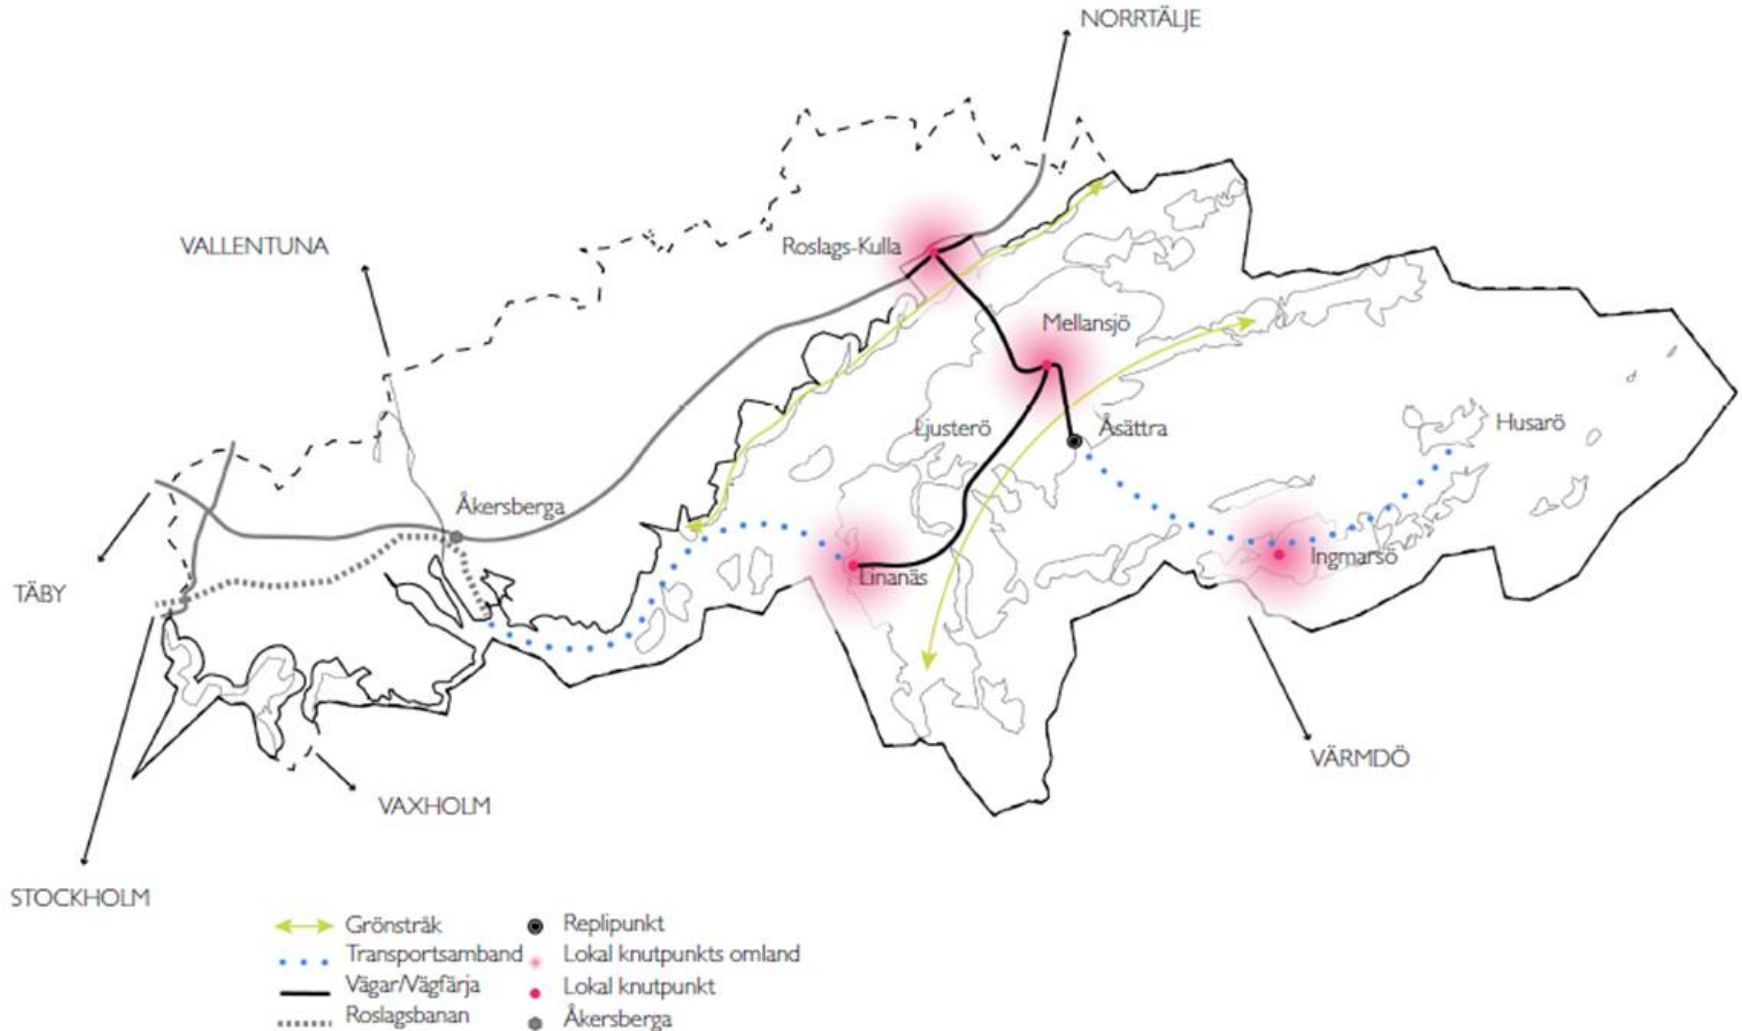 NORRTÄLJE
VALLENTUNA
Roslags-Kulla
Mellansjö
Ljusterö
Åsättra
Husarö
Åkersberga
Linanäs
Ingmarsö
TÄBY
VÄRMDÖ
VAXHOLM
STOCKHOLM
Grönstråk
Transportsamband
Vägar/Vägfärja
Roslagsbanan
Replipunkt
Lokal knutpunkts omland
Lokal knutpunkt
Åkersberga